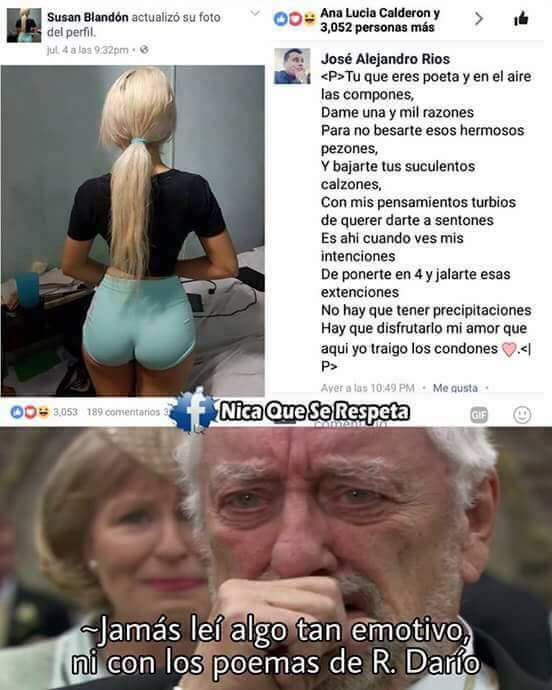 Susan Blandón actualizó su foto
del perfil.
jul. 4 a las 9:32pm ·
3,053 189 comentarios 3
Ana Lucia Calderon y
3,052 personas más
José Alejandro Rios
<P>Tu que eres poeta y en el aire
las compones,
Dame una y mil razones
Para no besarte esos hermosos
pezones,
Y bajarte tus suculentos
calzones,
Con mis pensamientos turbios
de querer darte a sentones
Es ahi cuando ves mis
intenciones
De ponerte en 4 y jalarte esas
extenciones
No hay que tener precipitaciones
Hay que disfrutarlo mi amor que
aqui yo traigo los condones ♡.<|
P>
Ayer a las 10:49 PM · Me gusta ·
GIF
f Nica Que Se Respeta
~Jamás leí algo tan emotivo,
ni con los poemas de R. Darío